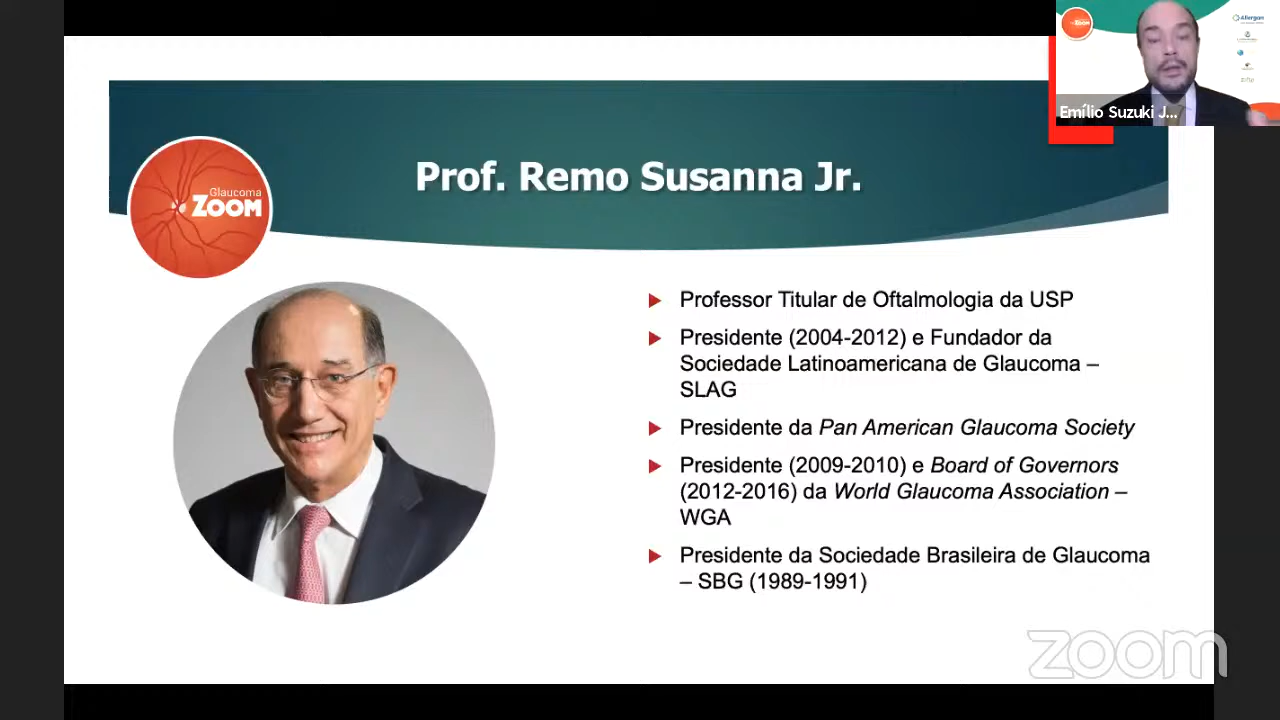 Allergan
Emílio Suzuki J...
Prof. Remo Susanna Jr.
Glaucoma
ZOOM
Professor Titular de Oftalmologia da USP
Presidente (2004-2012) e Fundador da
Sociedade Latinoamericana de Glaucoma –
SLAG
Presidente da Pan American Glaucoma Society
Presidente (2009-2010) e Board of Governors
(2012-2016) da World Glaucoma Association –
WGA
Presidente da Sociedade Brasileira de Glaucoma
– SBG (1989-1991)
zoom